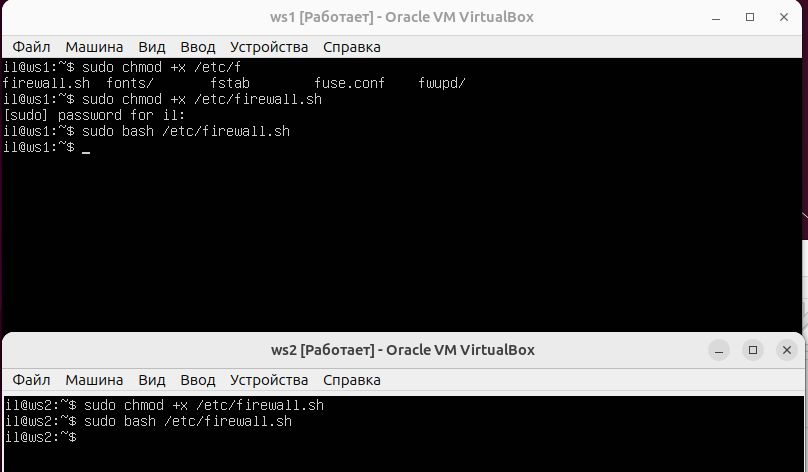 ws1 [Работает] - Oracle VM VirtualBox
Файл Машина Вид Ввод Устройства Справка
il@ws1:~$ sudo chmod +x /etc/f
firewall.sh fonts/ fstab fuse.conf fwupd/
il@ws1:~$ sudo chmod +x /etc/firewall.sh
[sudo] password for il:
il@ws1:~$ sudo bash /etc/firewall.sh
il@ws1:~$ _
ws2 [Работает] - Oracle VM VirtualBox
Файл Машина Вид Ввод Устройства Справка
il@ws2:~$ sudo chmod +x /etc/firewall.sh
il@ws2:~$ sudo bash /etc/firewall.sh
il@ws2:~$